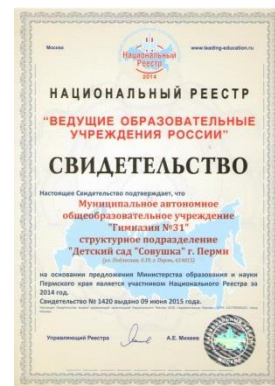 Москва
www.leading-education.ru
Национальный
Реестр
2014
НАЦИОНАЛЬНЫЙ РЕЕСТР
"ВЕДУЩИЕ ОБРАЗОВАТЕЛЬНЫЕ
УЧРЕЖДЕНИЯ РОССИИ"
СВИДЕТЕЛЬСТВО
Настоящее Свидетельство подтверждает, что
Муниципальное автономное
общеобразовательное учреждение
"Гимназия №31"
структурное подразделение
"Детский сад "Совушка" г. Перми
на основании предложения Министерства образования и науки
Пермского края является участником Национального Реестра за
2014 год.
Свидетельство № 1420 выдано 09 июня 2015 года.
Управляющий Реестра
А.Е. Михеев